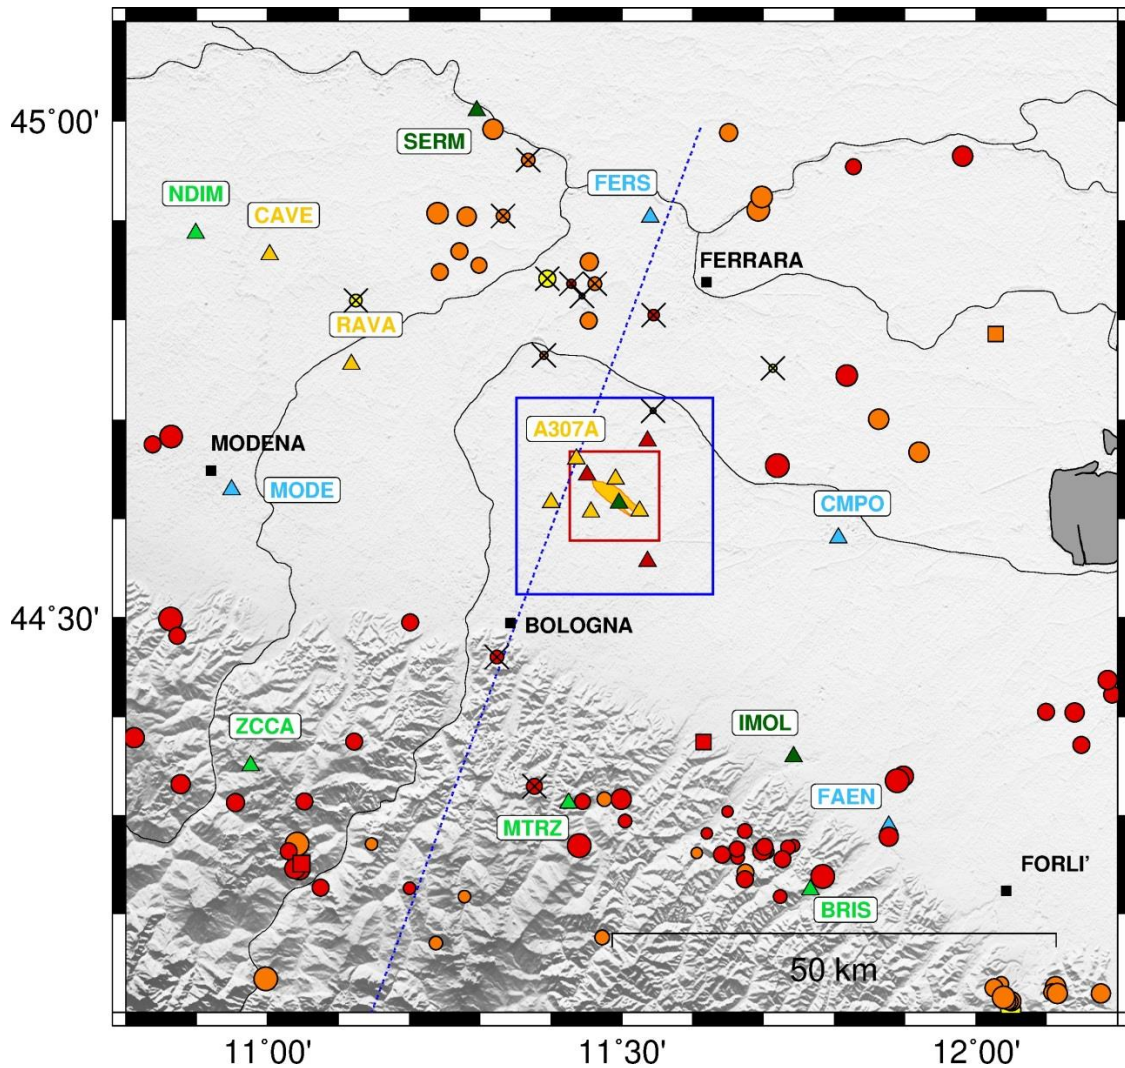 45°00'
SERM
NDIM
FERS
CAVE
FERRARA
RAVA
A307A
MODENA
MODE
CMPO
44°30'
BOLOGNA
ZCCA
IMOL
FAEN
MTRZ
FORLI’
BRIS
50 km
11°00'
11°30'
12°00'